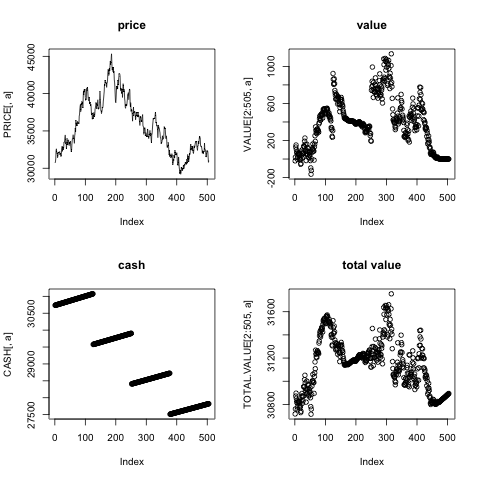 price
PRICE[, a]
30000 35000 40000 45000
0 100 200 300 400 500
Index
value
VALUE[2:505, a]
-200 200 600 1000
0 100 200 300 400 500
Index
cash
CASH[, a]
27500 29000 30500
0 100 200 300 400 500
Index
total value
TOTAL.VALUE[2:505, a]
30800 31200 31600
0 100 200 300 400 500
Index